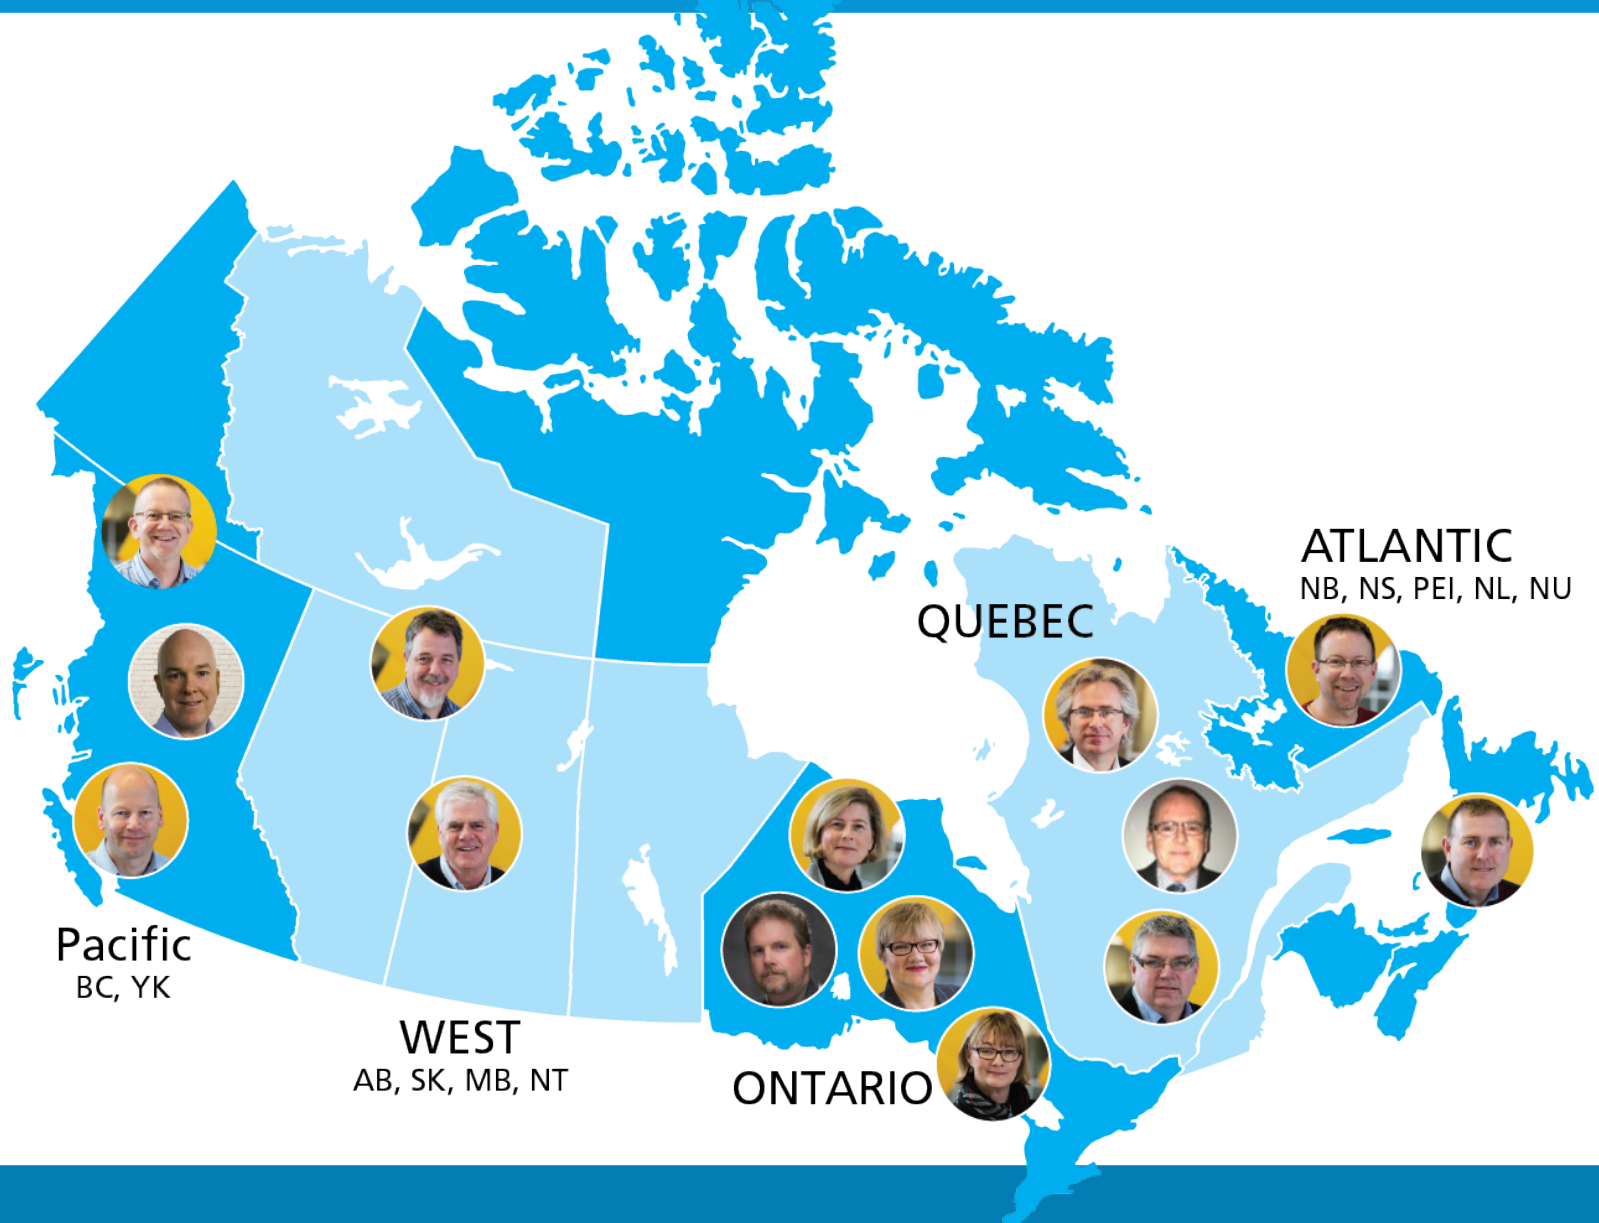 ATLANTIC
NB, NS, PEI, NL, NU
QUEBEC
Pacific
BC, YK
WEST
AB, SK, MB, NT
ONTARIO